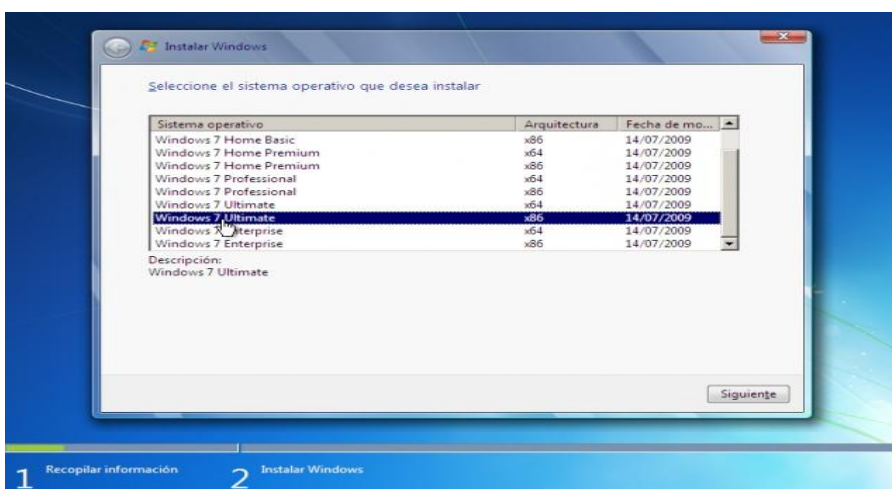 Instalar Windows
Seleccione el sistema operativo que desea instalar
Sistema operativo Arquitectura Fecha de mo...
Windows 7 Home Basic x86 14/07/2009
Windows 7 Home Premium x64 14/07/2009
Windows 7 Home Premium x86 14/07/2009
Windows 7 Professional x64 14/07/2009
Windows 7 Professional x86 14/07/2009
Windows 7 Ultimate x64 14/07/2009
Windows 7 Ultimate x86 14/07/2009
Windows 7 Enterprise x64 14/07/2009
Windows 7 Enterprise x86 14/07/2009
Descripción:
Windows 7 Ultimate
Siguiente
1 Recopilar información 2 Instalar Windows